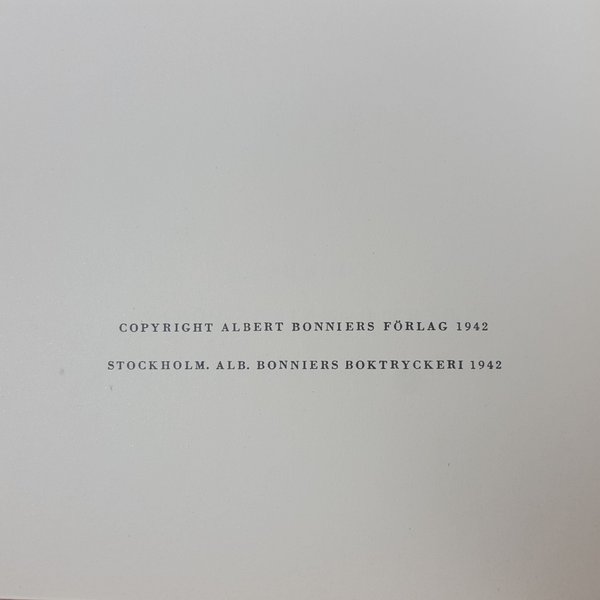 COPYRIGHT ALBERT BONNIERS FÖRLAG 1942
STOCKHOLM. ALB. BONNIERS BOKTRYCKERI 1942